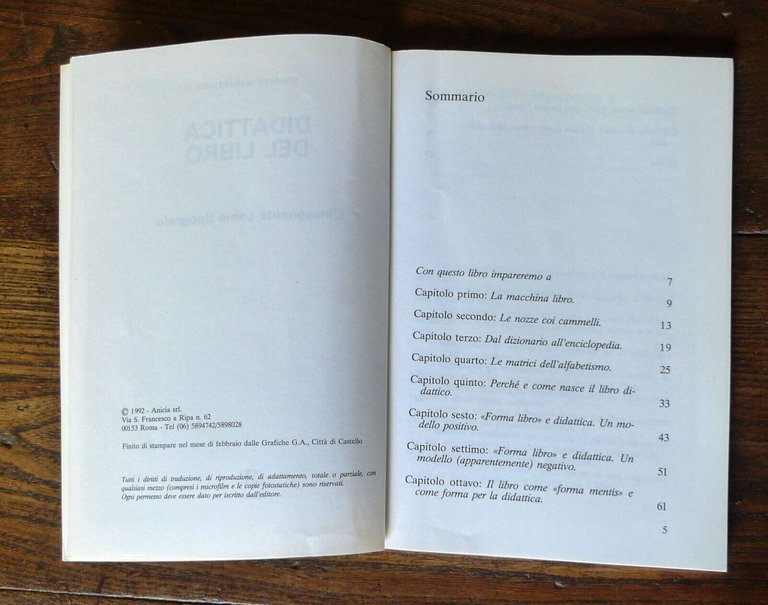 © 1992 - Anicia srl.
Via S. Francesco a Ripa n. 62
00153 Roma - Tel (06) 5894742/5898028
Finito di stampare nel mese di febbraio dalle Grafiche G.A., Città di Castello
Tutti i diritti di traduzione, di riproduzione, di adattamento, totale o parziale, con
qualsiasi mezzo (compresi i microfilm e le copie fotostatiche) sono riservati.
Ogni permesso deve essere dato per iscritto dall'editore.
Sommario
Con questo libro impareremo a 7
Capitolo primo: La macchina libro. 9
Capitolo secondo: Le nozze coi cammelli. 13
Capitolo terzo: Dal dizionario all'enciclopedia. 19
Capitolo quarto: Le matrici dell'alfabetismo. 25
Capitolo quinto: Perché e come nasce il libro di-
dattico. 33
Capitolo sesto: «Forma libro» e didattica. Un mo-
dello positivo. 43
Capitolo settimo: «Forma libro» e didattica. Un
modello (apparentemente) negativo. 51
Capitolo ottavo: Il libro come «forma mentis» e
come forma per la didattica. 61
5
DIDATTICA
DEL LIBRO
L'insegnante come tipografo